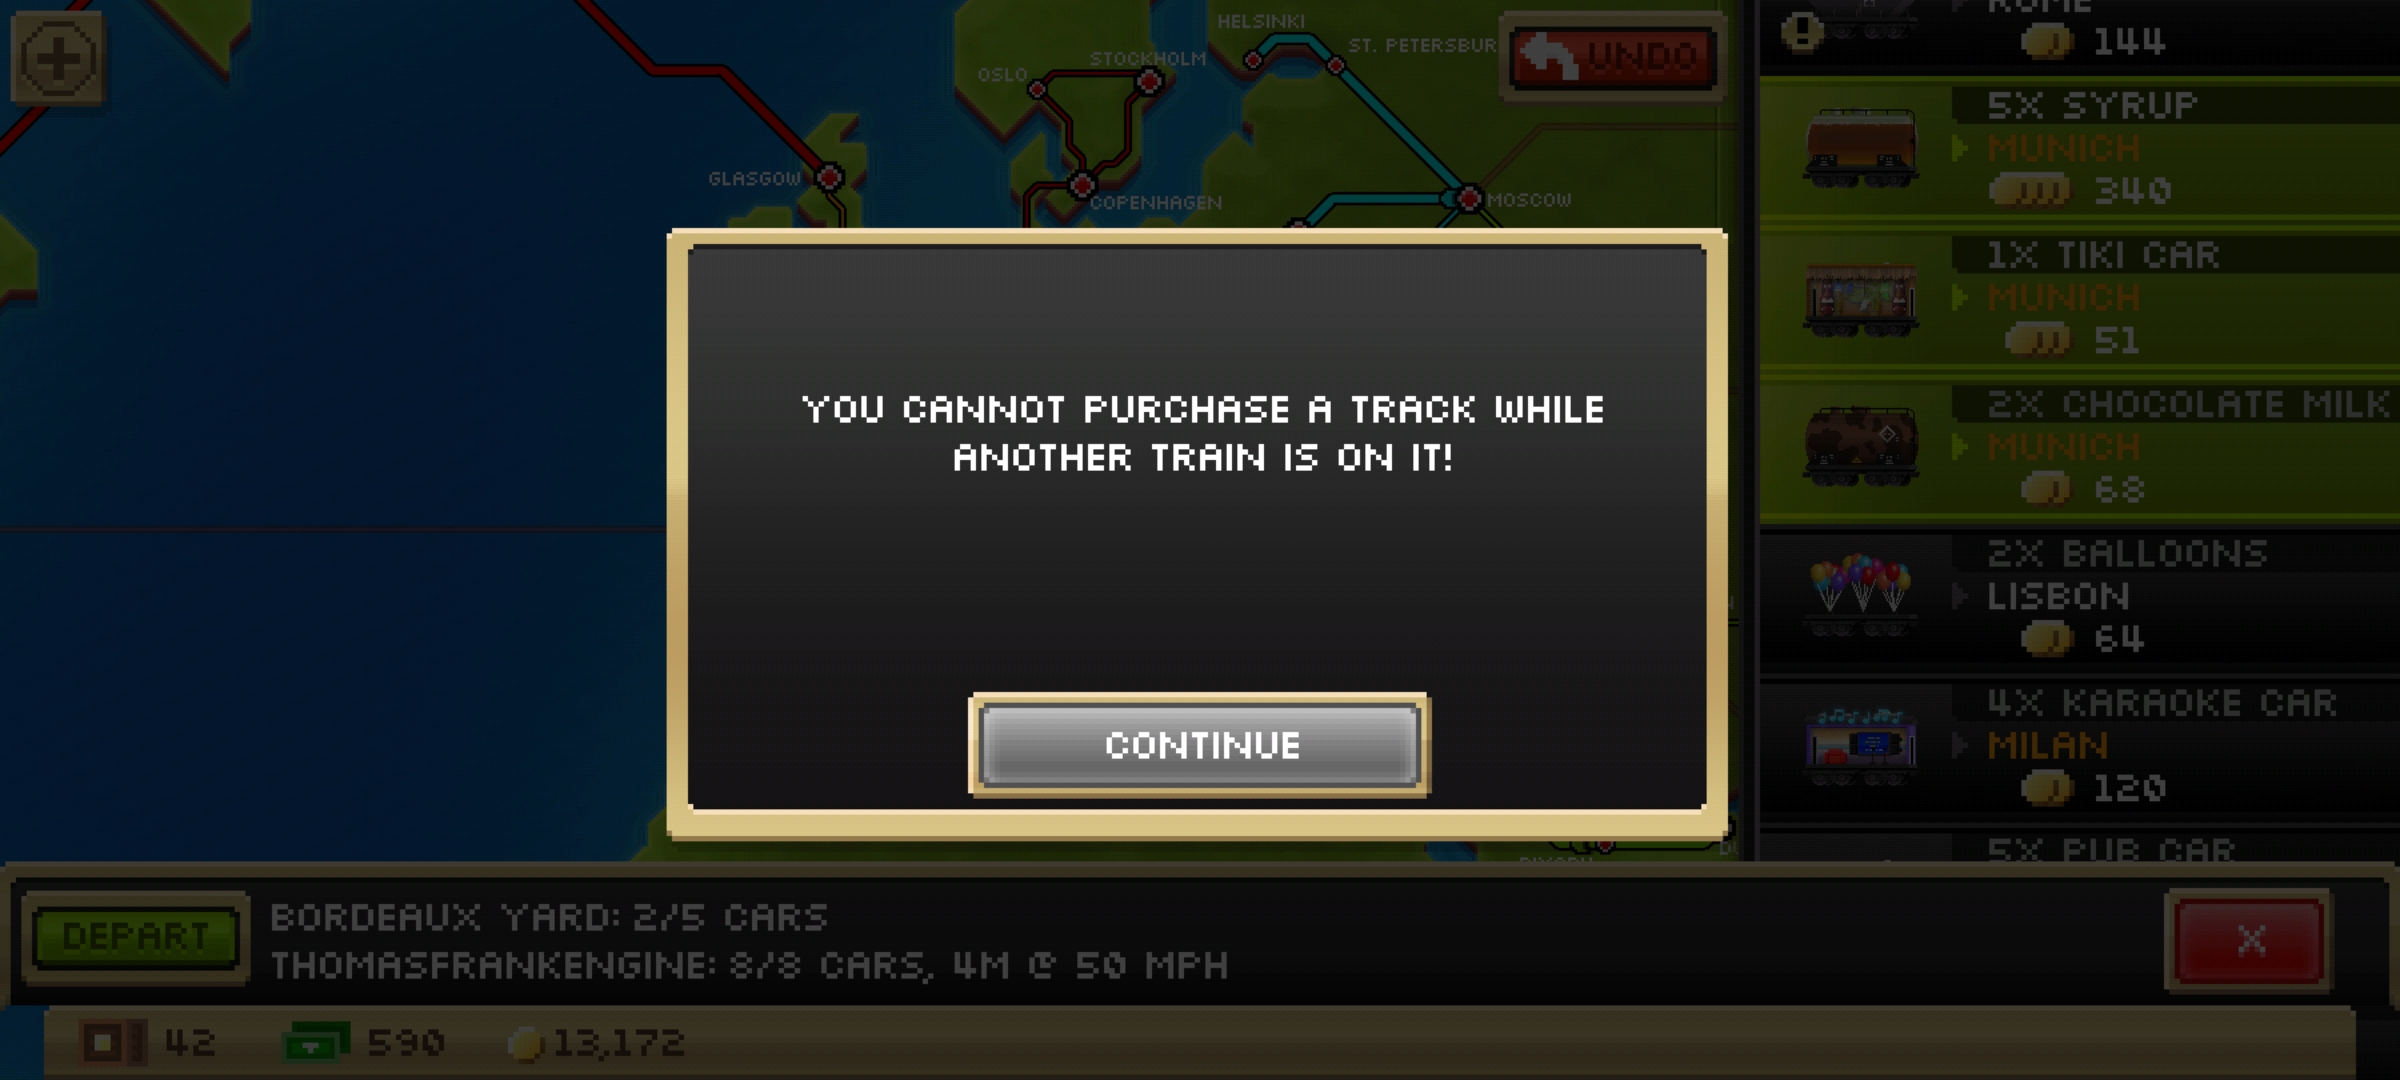 HELSINKI
ST. PETERSBUR
STOCKHOLM
OSLO
UNDO
GLASGOW
COPENHAGEN
MOSCOW
ROME
144
5X SYRUP
MUNICH
340
1X TIKI CAR
MUNICH
51
2X CHOCOLATE MILK
MUNICH
68
2X BALLOONS
LISBON
64
4X KARAOKE CAR
MILAN
120
5X PUB CAR
YOU CANNOT PURCHASE A TRACK WHILE
ANOTHER TRAIN IS ON IT!
CONTINUE
DEPART
BORDEAUX YARD: 2/5 CARS
THOMASFRANKENGINE: 8/8 CARS, 4M @ 50 MPH
X
42
590
13,172